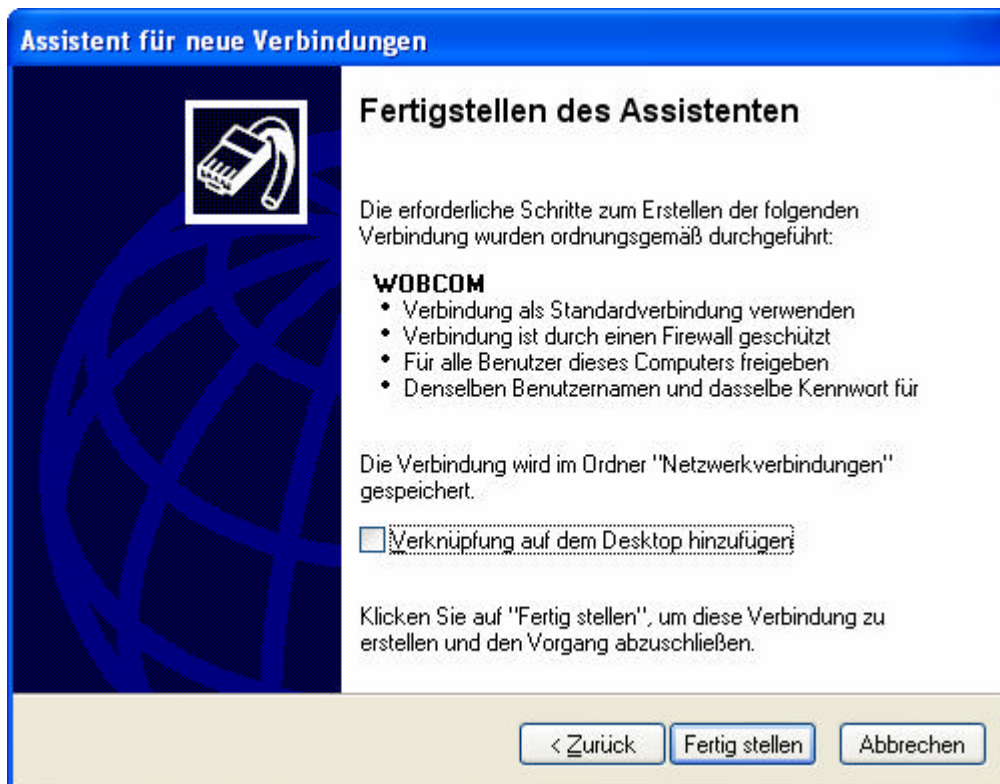 Assistent für neue Verbindungen
Fertigstellen des Assistenten
Die erforderliche Schritte zum Erstellen der folgenden
Verbindung wurden ordnungsgemäß durchgeführt:
WOBCOM
• Verbindung als Standardverbindung verwenden
• Verbindung ist durch einen Firewall geschützt
• Für alle Benutzer dieses Computers freigeben
• Denselben Benutzernamen und dasselbe Kennwort für
Die Verbindung wird im Ordner "Netzwerkverbindungen"
gespeichert.
Verknüpfung auf dem Desktop hinzufügen
Klicken Sie auf "Fertig stellen", um diese Verbindung zu
erstellen und den Vorgang abzuschließen.
< Zurück Fertig stellen Abbrechen